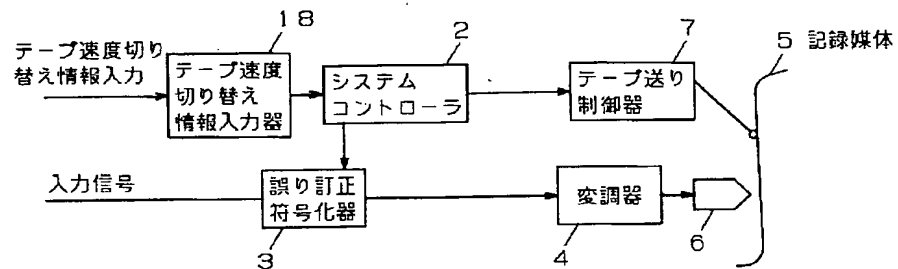 18
2
7
5 記録媒体
テープ速度切り
替え情報入力
テープ速度
切り替え
情報入力器
システム
コントローラ
テープ送り
制御器
入力信号
誤り訂正
符号化器
変調器
3
4
6